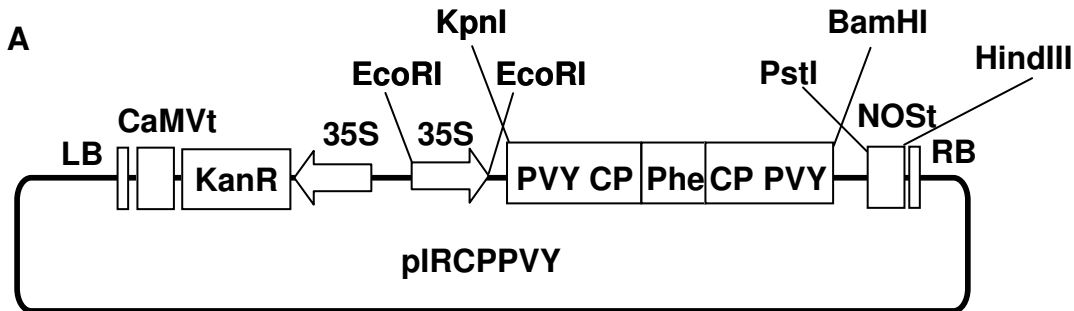 A
KpnI
BamHI
EcoRI
EcoRI
PstI
HindIII
CaMVt
35S
35S
NOSt
LB
RB
KanR
PVY CP
Phe
CP PVY
pIRCPPVY